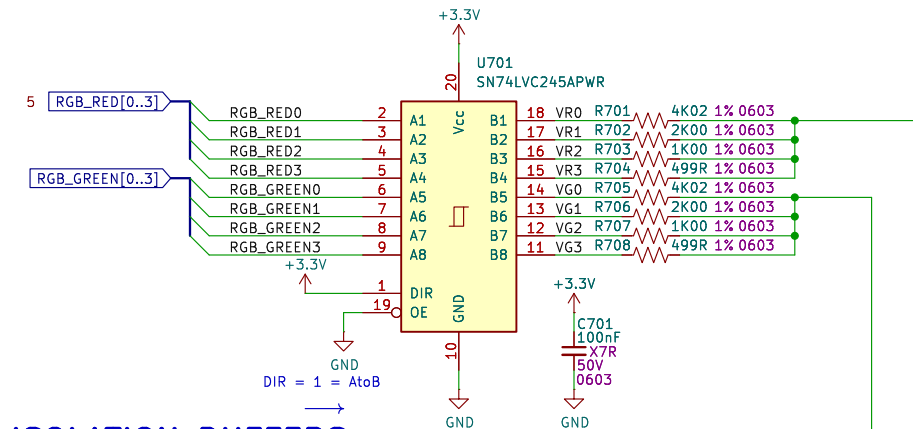 +3.3V
U701
SN74LVC245APWR
20
Vcc
5 RGB_RED[0..3]
RGB_RED0 2 A1 B1 18 VR0 R701 4K02 1% 0603
RGB_RED1 3 A2 B2 17 VR1 R702 2K00 1% 0603
RGB_RED2 4 A3 B3 16 VR2 R703 1K00 1% 0603
RGB_RED3 5 A4 B4 15 VR3 R704 499R 1% 0603
RGB_GREEN[0..3]
RGB_GREEN0 6 A5 B5 14 VG0 R705 4K02 1% 0603
RGB_GREEN1 7 A6 B6 13 VG1 R706 2K00 1% 0603
RGB_GREEN2 8 A7 B7 12 VG2 R707 1K00 1% 0603
RGB_GREEN3 9 A8 B8 11 VG3 R708 499R 1% 0603
+3.3V
1 DIR
19 OE
GND
GND
10
GND
+3.3V
C701
100nF
X7R
50V
0603
GND
DIR = 1 = AtoB